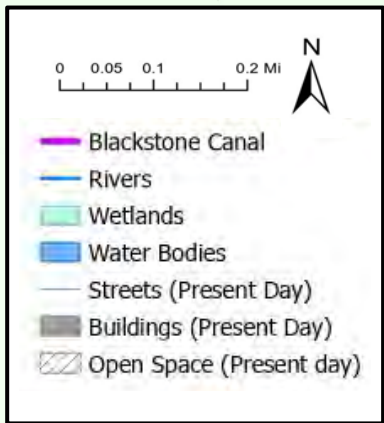 N
0 0.05 0.1 0.2 Mi
Blackstone Canal
Rivers
Wetlands
Water Bodies
Streets (Present Day)
Buildings (Present Day)
Open Space (Present day)